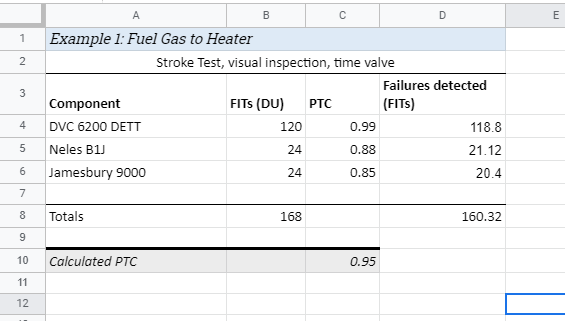 A B C D E
1 Example 1: Fuel Gas to Heater
2 Stroke Test, visual inspection, time valve
Failures detected
3 Component FITs (DU) PTC (FITs)
4 DVC 6200 DETT 120 0.99 118.8
5 Neles B1J 24 0.88 21.12
6 Jamesbury 9000 24 0.85 20.4
7
8 Totals 168 160.32
9
10 Calculated PTC 0.95
11
12